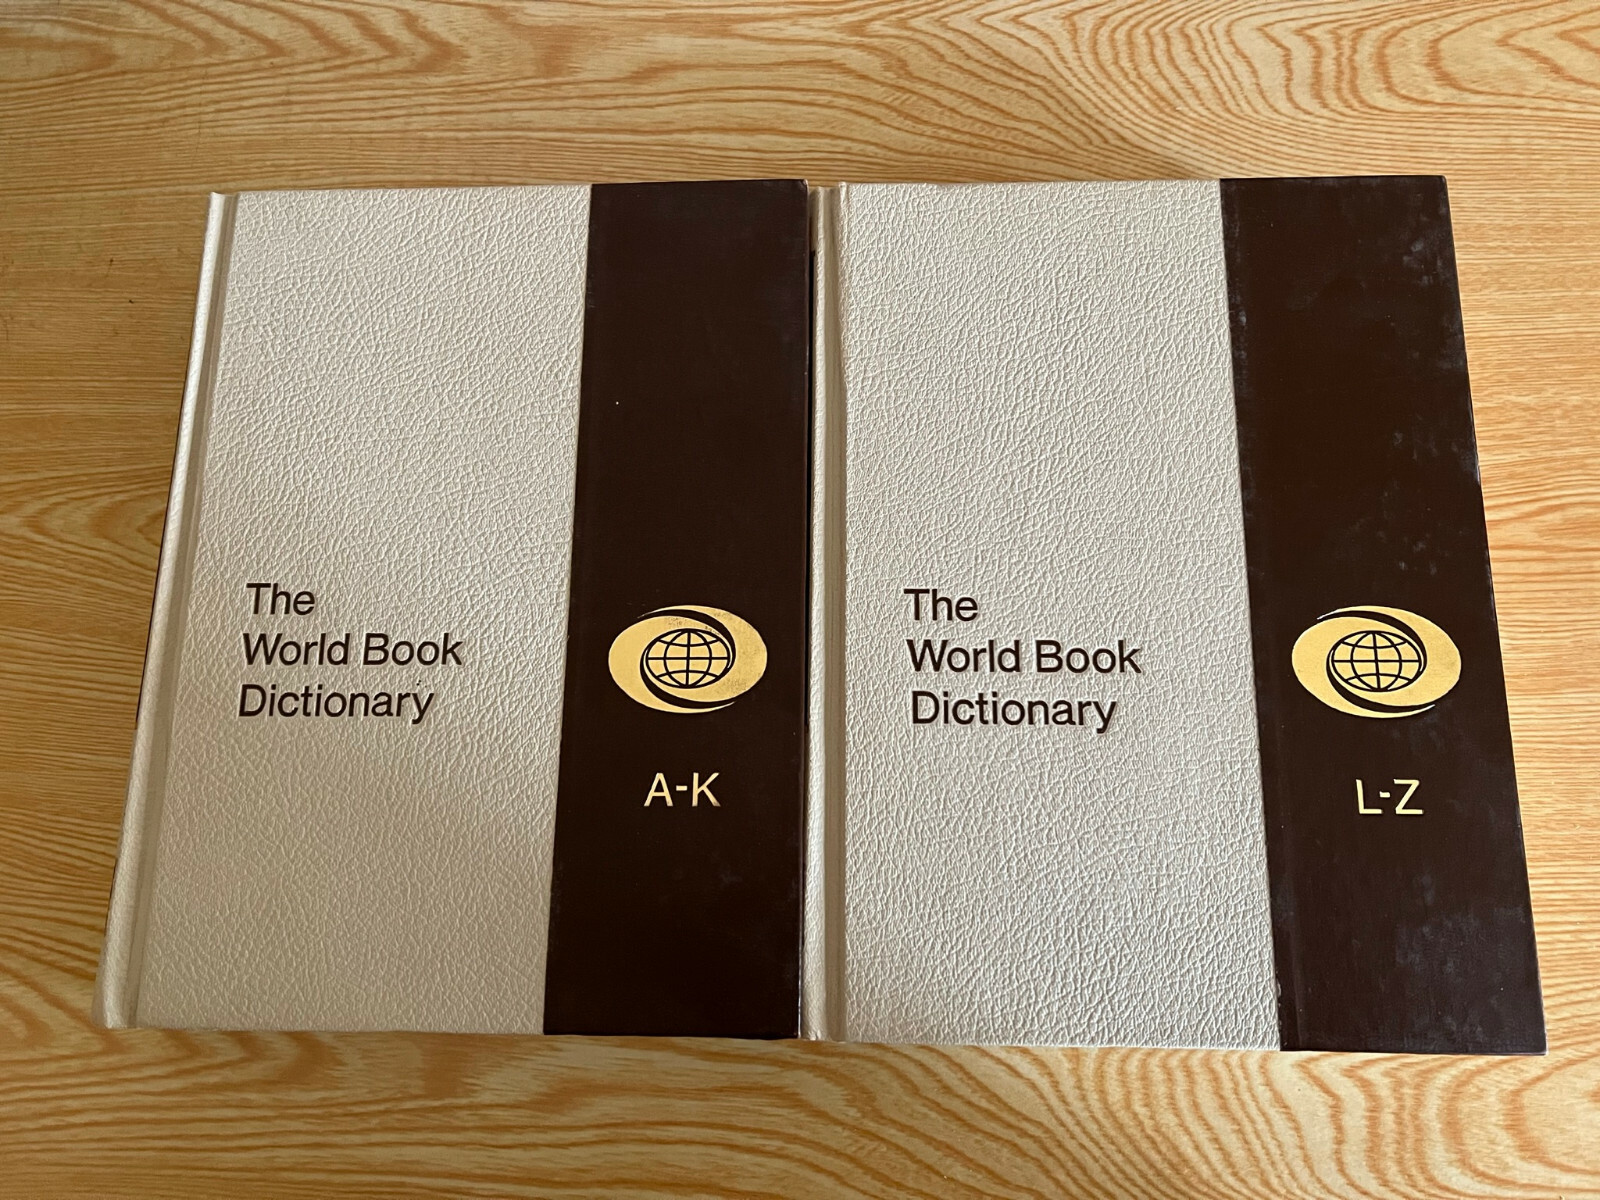 The
World Book
Dictionary
A-K
The
World Book
Dictionary
L-Z